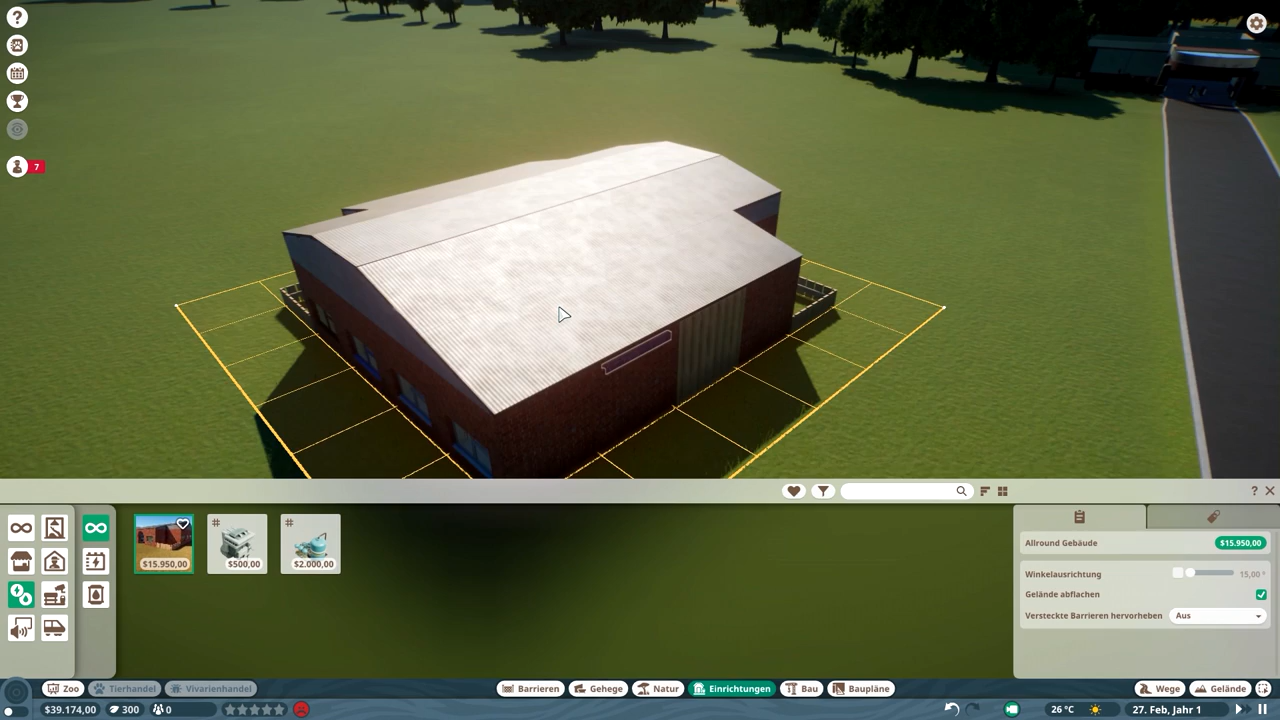 ?
7
?
$15.950,00
$500,00
$2.000,00
Allround Gebäude
$15.950,00
Winkelausrichtung
15,00 °
Gelände abflachen
Versteckte Barrieren hervorheben
Aus
Zoo
Tierhandel
Vivarienhandel
Barrieren
Gehege
Natur
Einrichtungen
Bau
Baupläne
Wege
Gelände
$39.174,00
300
0
26 °C
27. Feb, Jahr 1